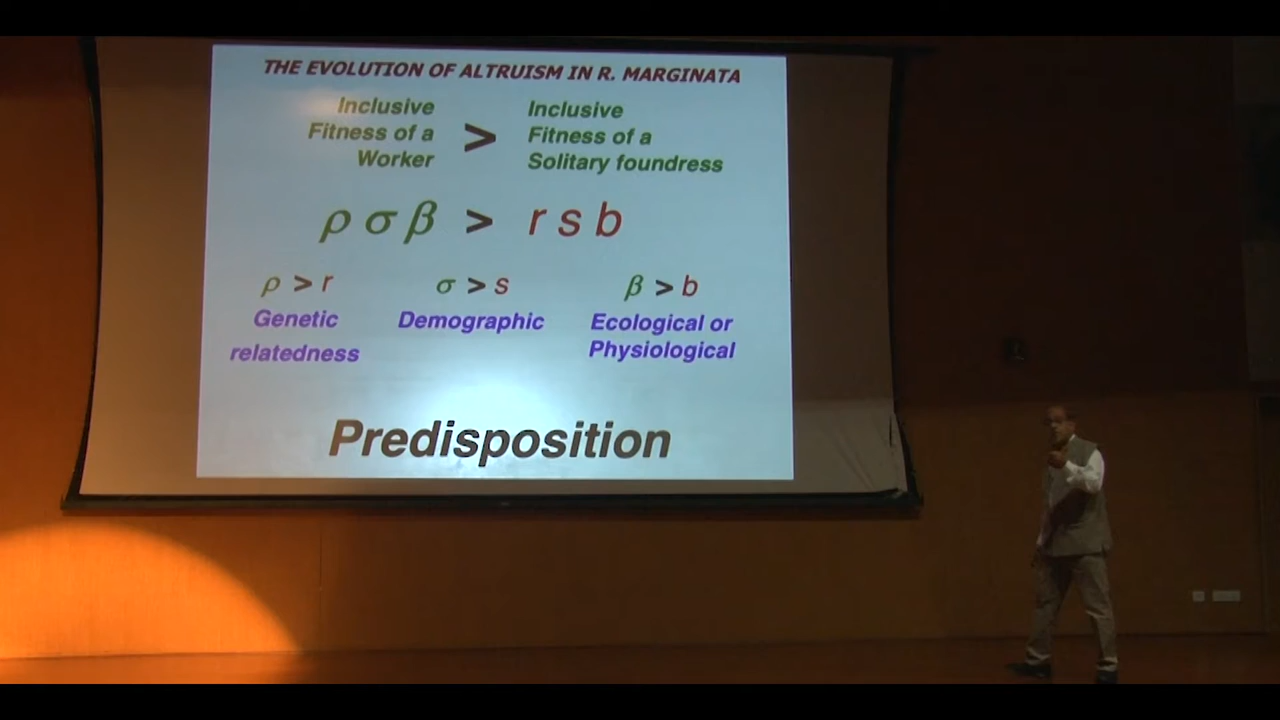 THE EVOLUTION OF ALTRUISM IN R. MARGINATA
Inclusive
Fitness of a
Worker
>
Inclusive
Fitness of a
Solitary foundress
ρ σ β > r s b
ρ > r
Genetic
relatedness
σ > s
Demographic
β > b
Ecological or
Physiological
Predisposition